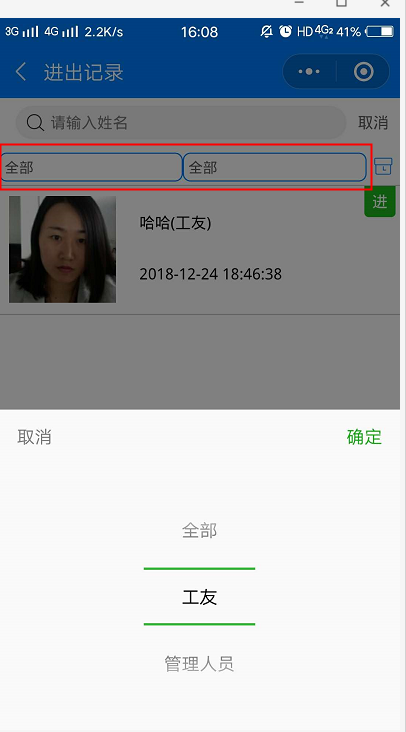 3G 4G 2.2K/s 16:08 HD 4G2 41%
进出记录
请输入姓名 取消
全部 全部
进
哈哈(工友)
2018-12-24 18:46:38
取消 确定
全部
工友
管理人员